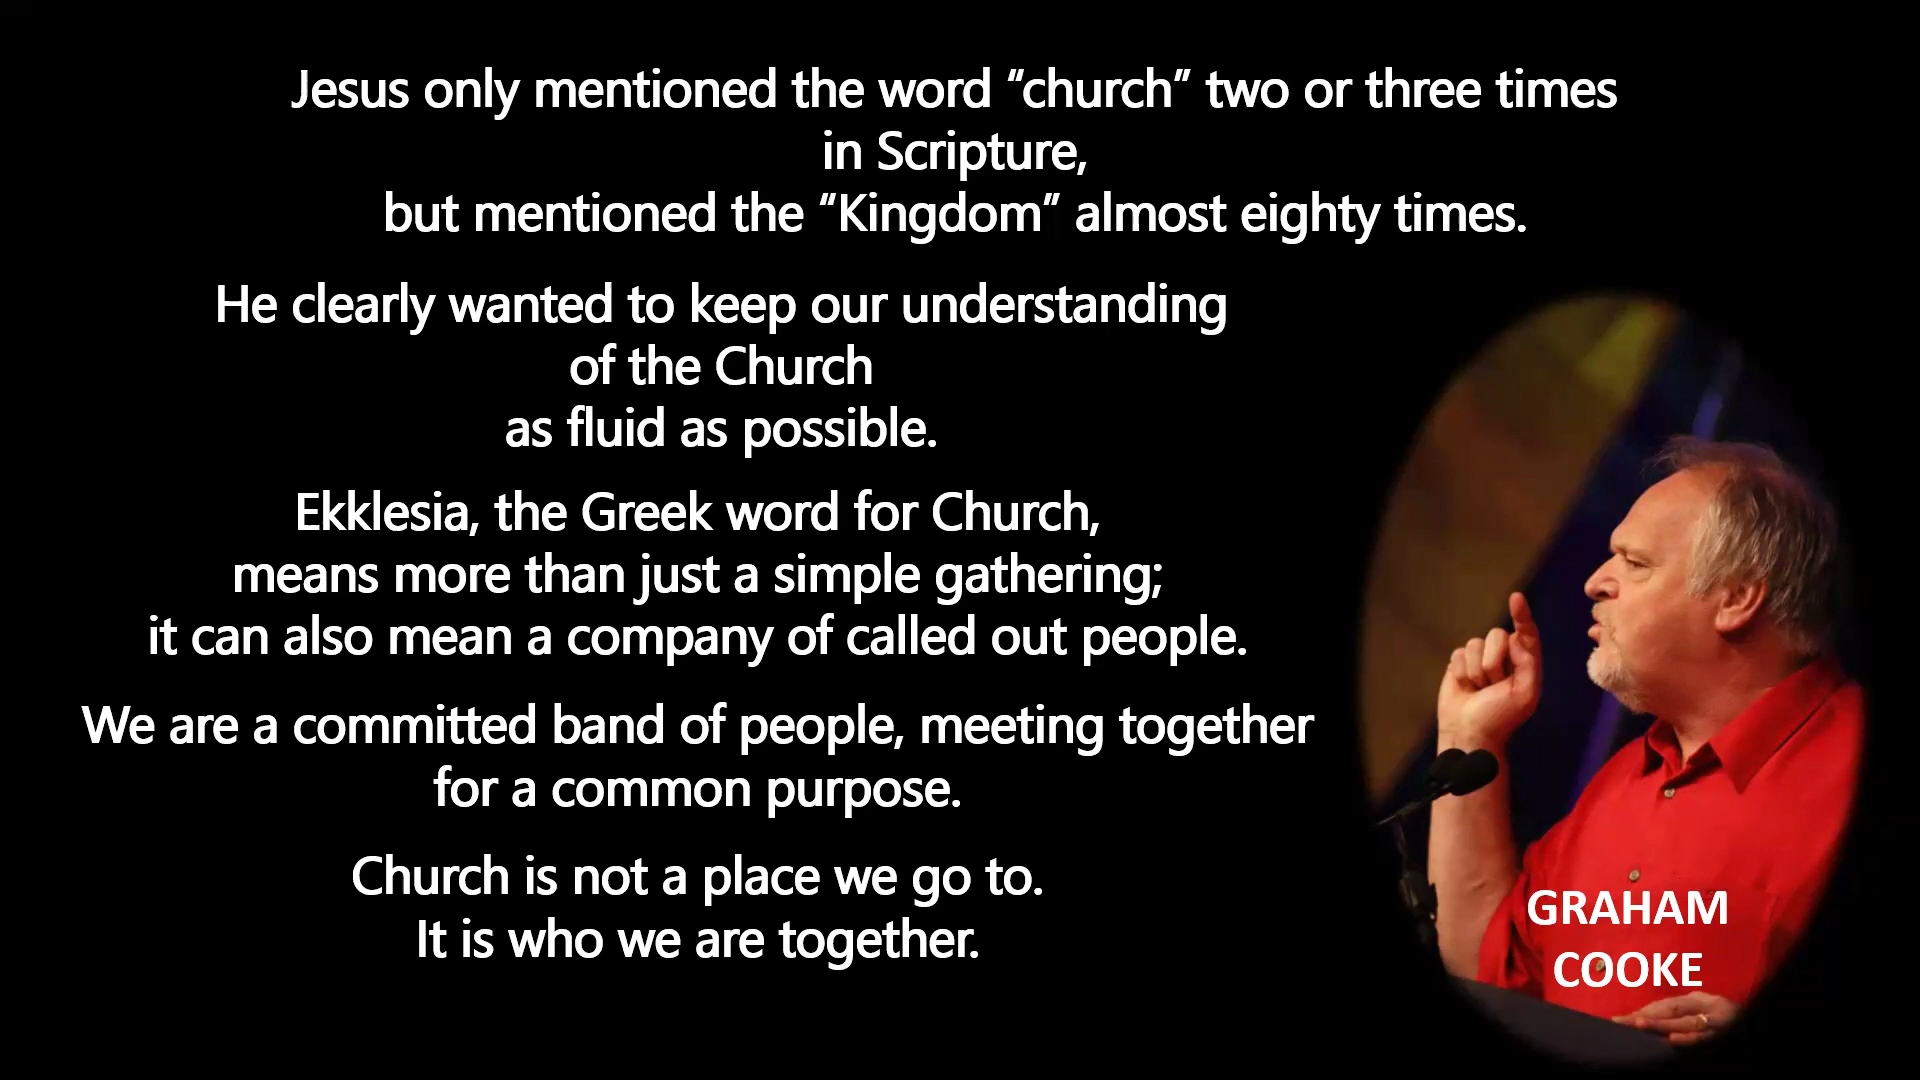 Jesus only mentioned the word “church” two or three times
in Scripture,
but mentioned the “Kingdom” almost eighty times.
He clearly wanted to keep our understanding
of the Church
as fluid as possible.
Ekklesia, the Greek word for Church,
means more than just a simple gathering;
it can also mean a company of called out people.
We are a committed band of people, meeting together
for a common purpose.
Church is not a place we go to.
It is who we are together.
GRAHAM
COOKE